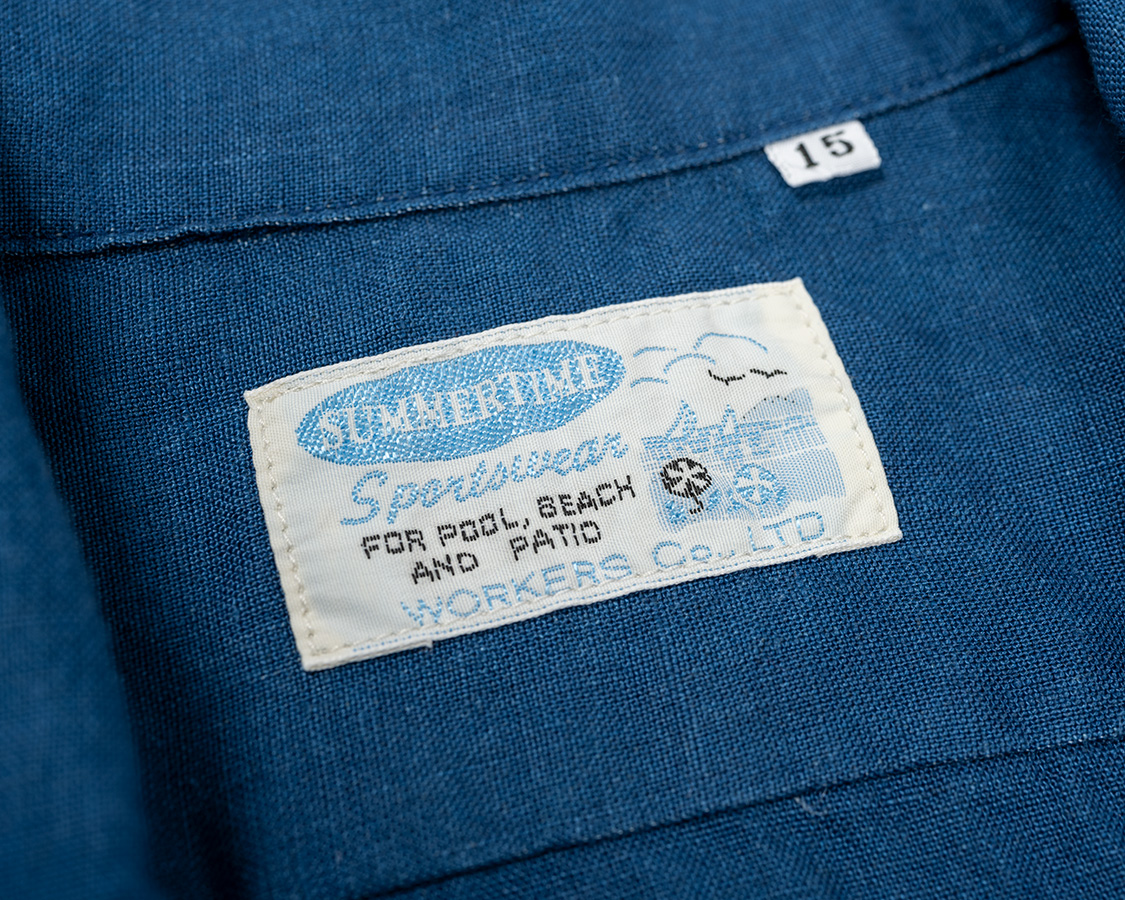 15
SUMMERTIME
Sportswear
FOR POOL, BEACH
AND PATIO
WORKERS Co., LTD